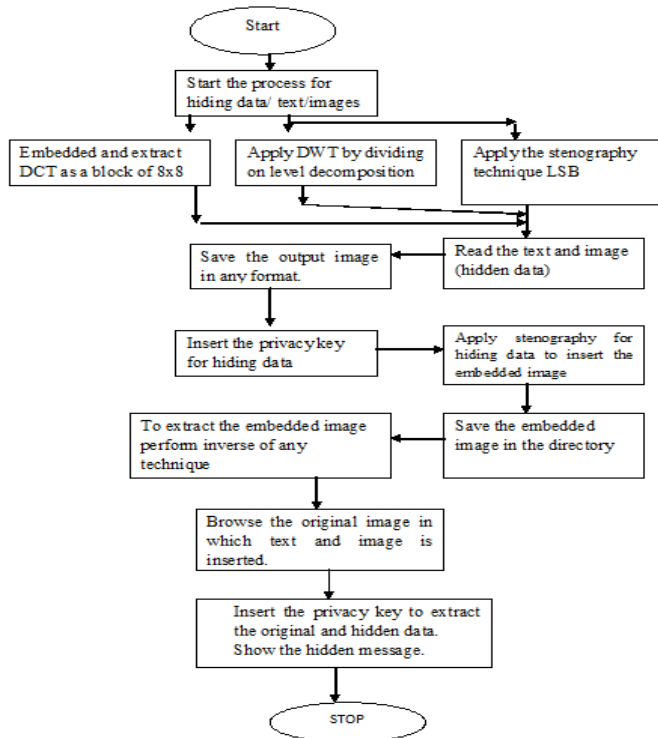 Start
Start the process for
hiding data/ text/images
Embedded and extract
DCT as a block of 8x8
Apply DWT by dividing
on level decomposition
Apply the stenography
technique LSB
Read the text and image
(hidden data)
Save the output image
in any format.
Insert the privacy key
for hiding data
Apply stenography for
hiding data to insert the
embedded image
Save the embedded
image in the directory
To extract the embedded image
perform inverse of any
technique
Browse the original image in
which text and image is
inserted.
Insert the privacy key to extract
the original and hidden data.
Show the hidden message.
STOP